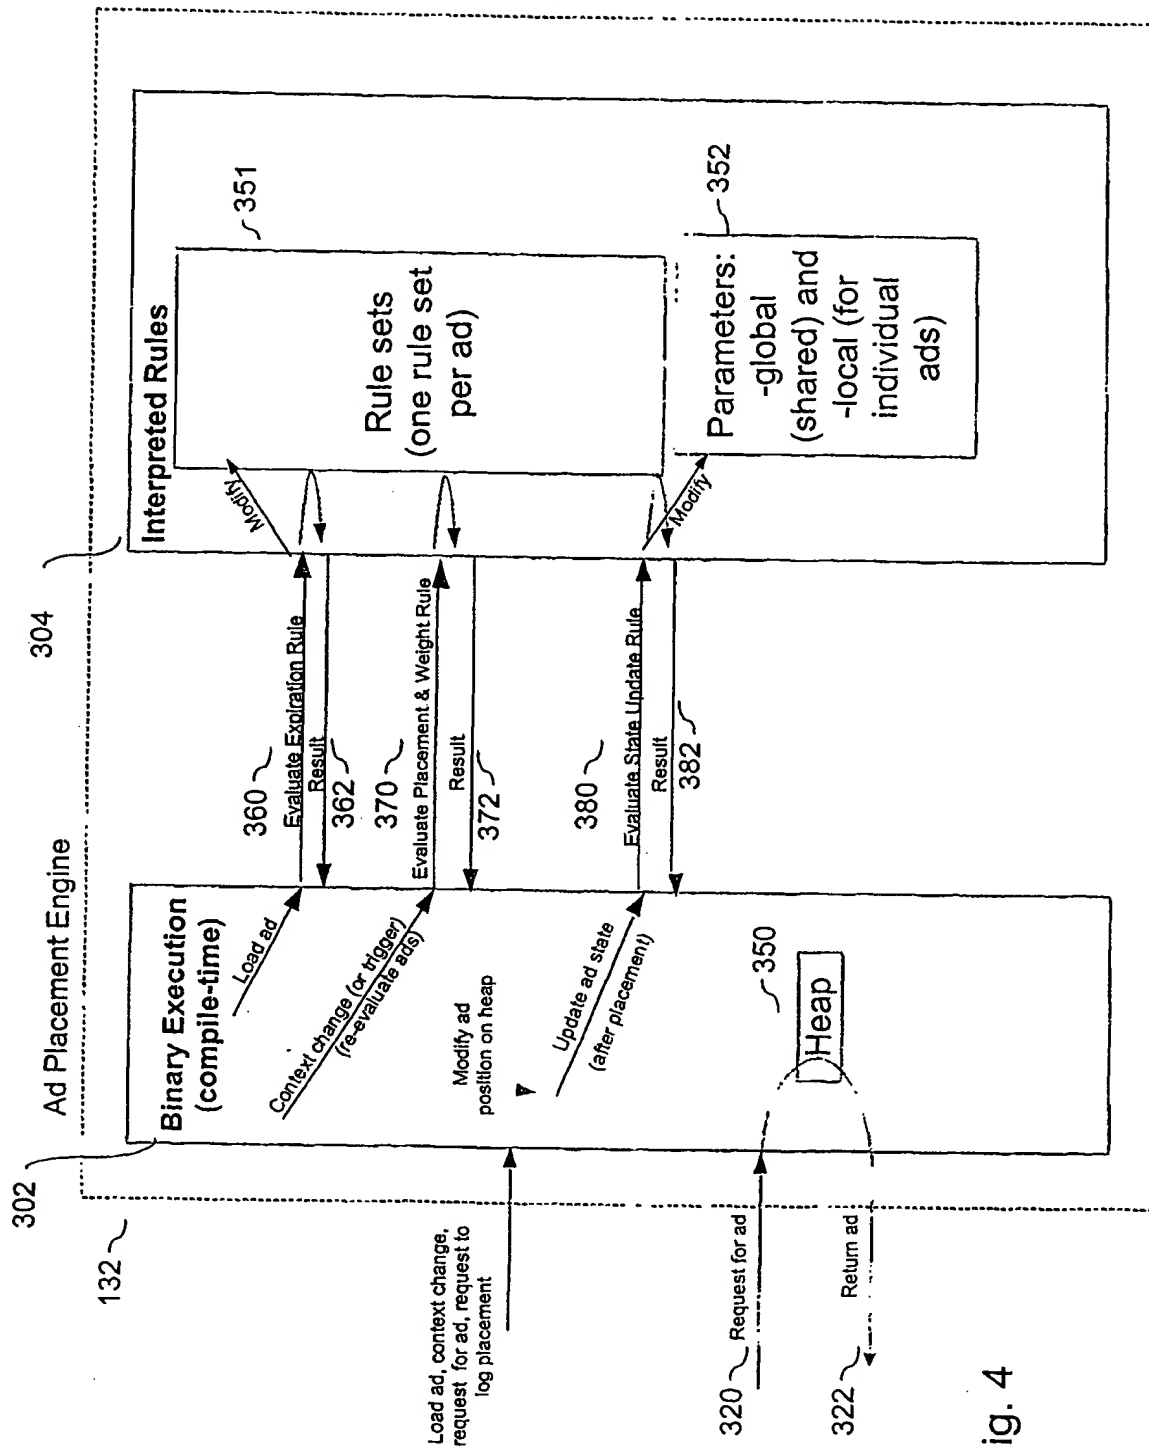 Ad Placement Engine
132
302
304
Binary Execution
(compile-time)
Load ad
Context change (or trigger)
(re-evaluate ads)
Modify ad
position on heap
Update ad state
(after placement)
350
Heap
360
Evaluate Expiration Rule
Result
362
370
Evaluate Placement & Weight Rule
Result
372
380
Evaluate State Update Rule
Result
382
Interpreted Rules
Modify
351
Rule sets
(one rule set
per ad)
Modify
352
Parameters:
-global
(shared) and
-local (for
individual
ads)
Load ad, context change,
request for ad, request to
log placement
320
Request for ad
322
Return ad
ig. 4